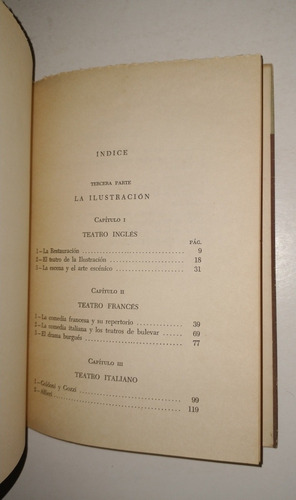 INDICE
TERCERA PARTE
LA ILUSTRACIÓN
CAPÍTULO I
TEATRO INGLÉS
PÁG.
1—La Restauración 9
2—El teatro de la Ilustración 18
3—La escena y el arte escénico 31
CAPÍTULO II
TEATRO FRANCÉS
1—La comedia francesa y su repertorio 39
2—La comedia italiana y los teatros de bulevar 69
3—El drama burgués 77
CAPÍTULO III
TEATRO ITALIANO
1—Goldoni y Gozzi 99
2—Alfieri 119